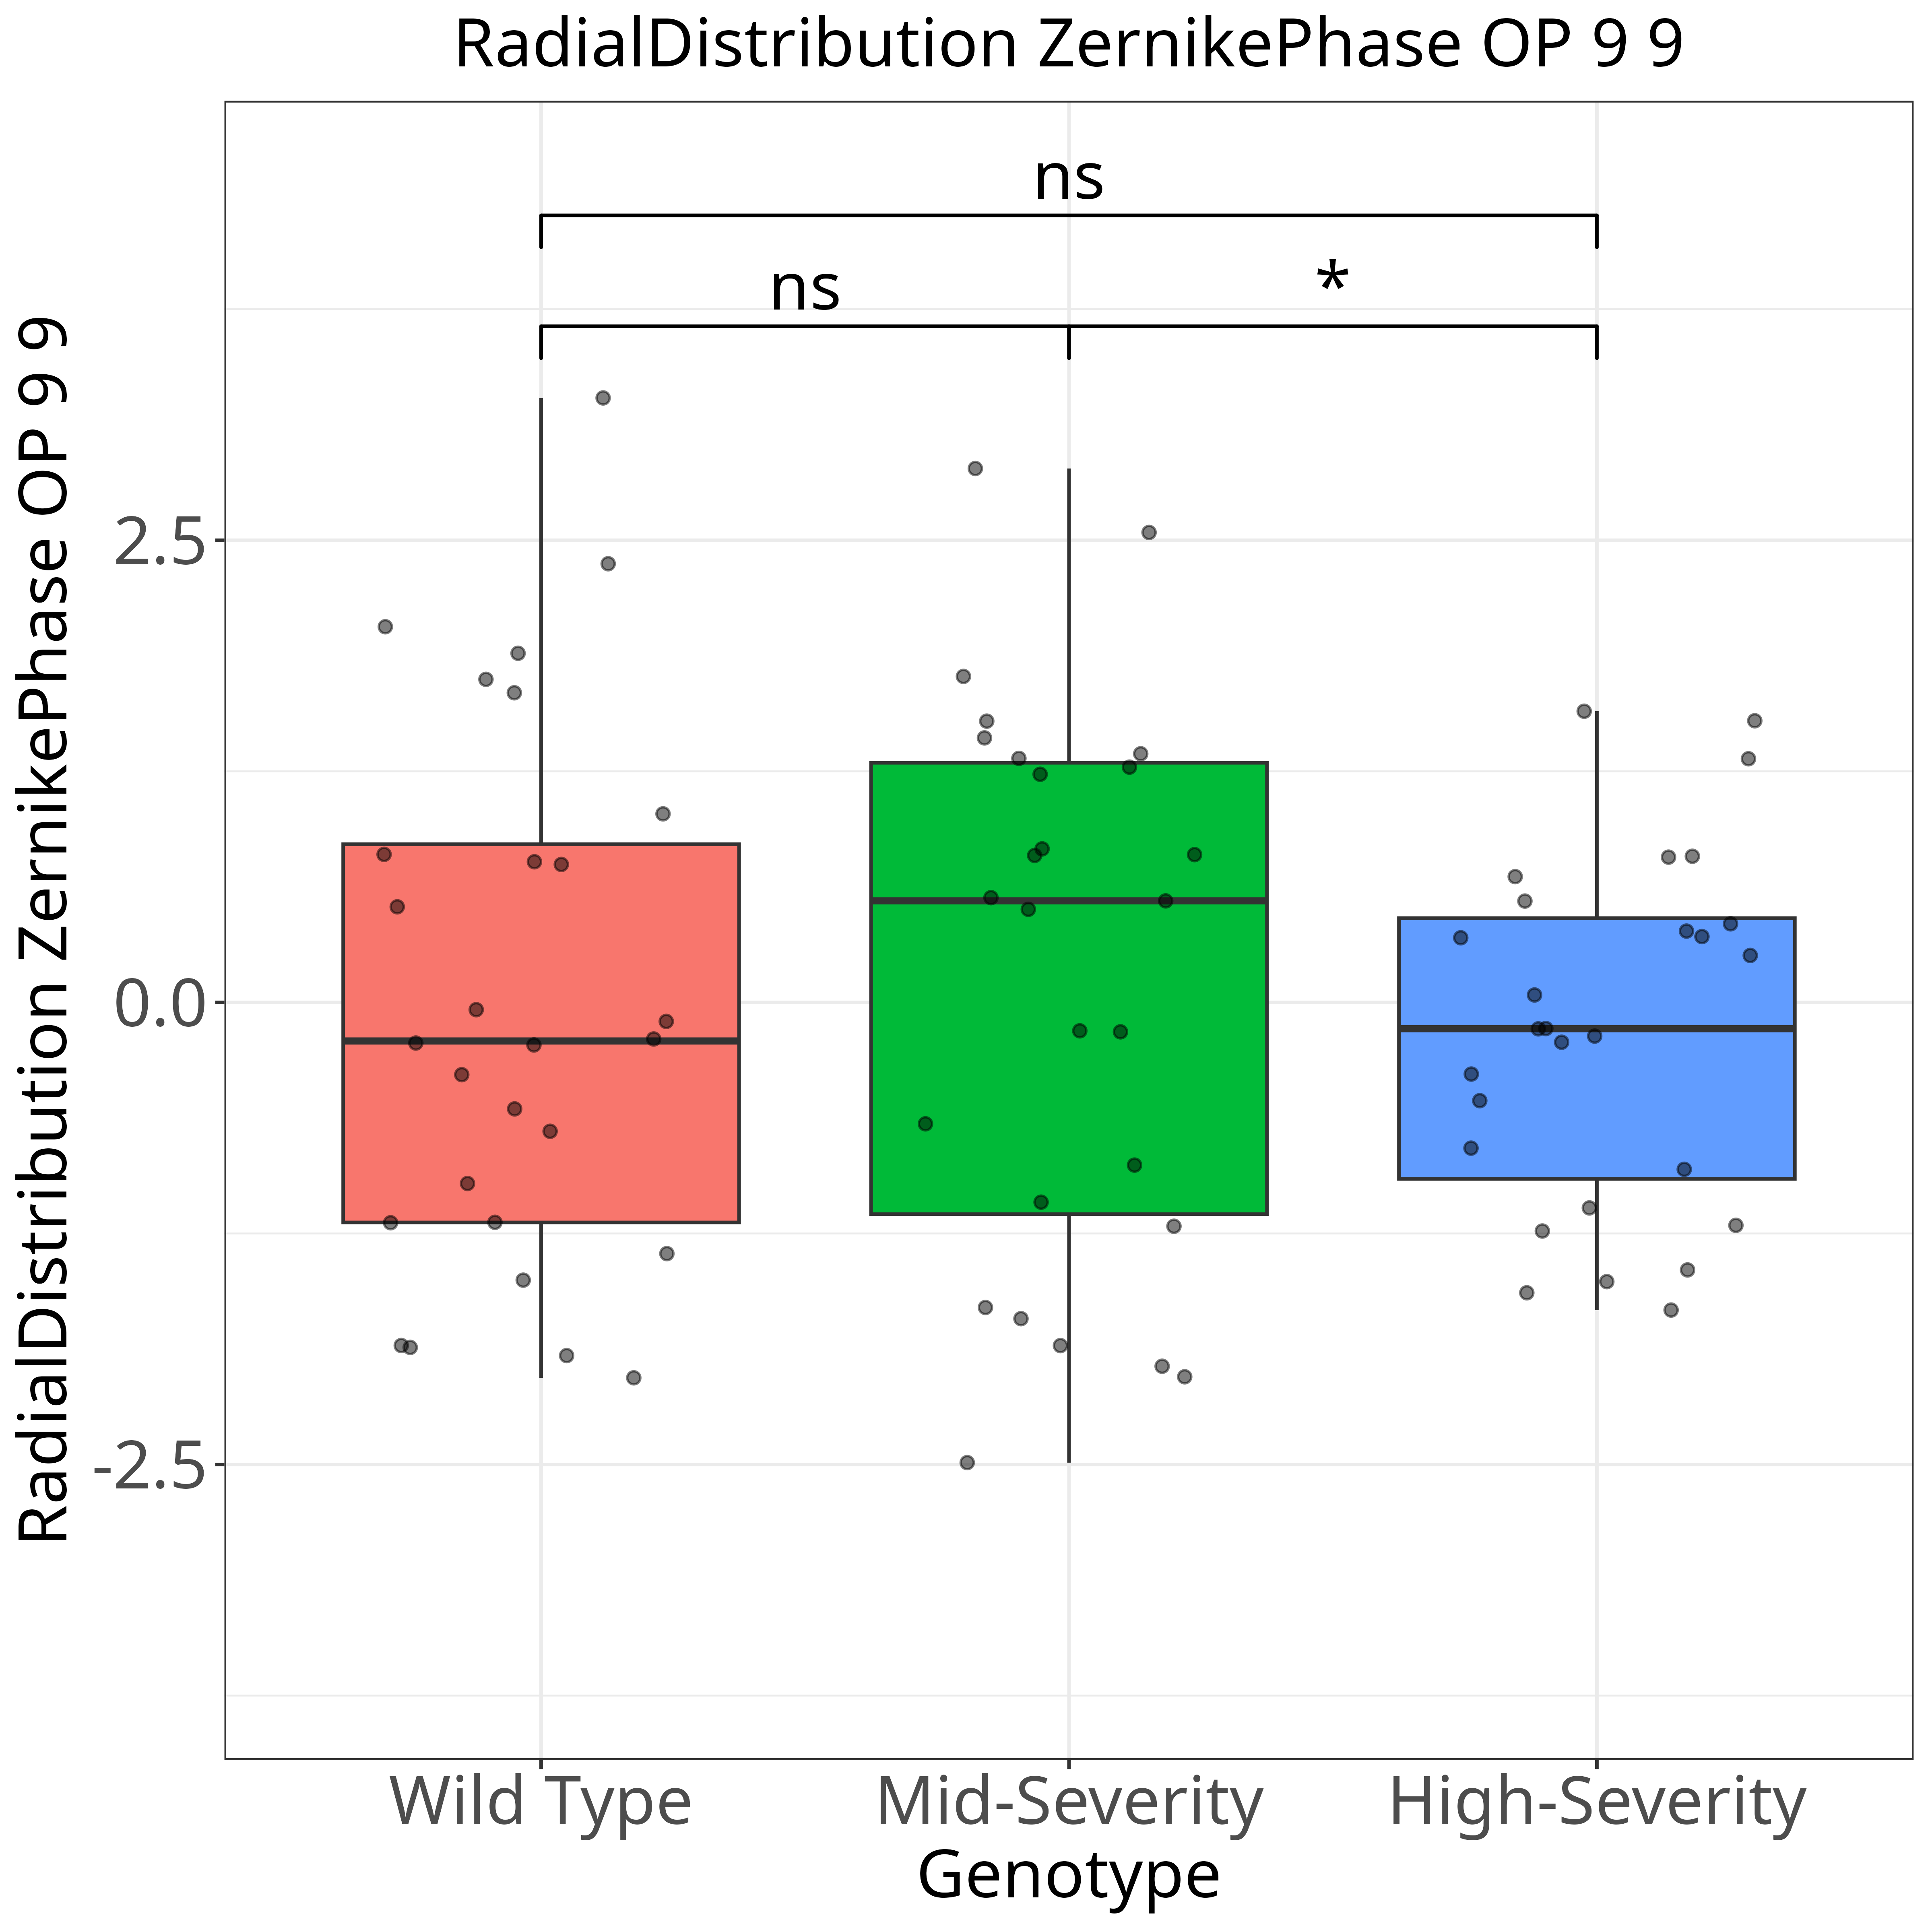 RadialDistribution ZernikePhase OP 9 9
ns
ns
*
RadialDistribution ZernikePhase OP 9 9
2.5
0.0
-2.5
Wild Type
Mid-Severity
High-Severity
Genotype